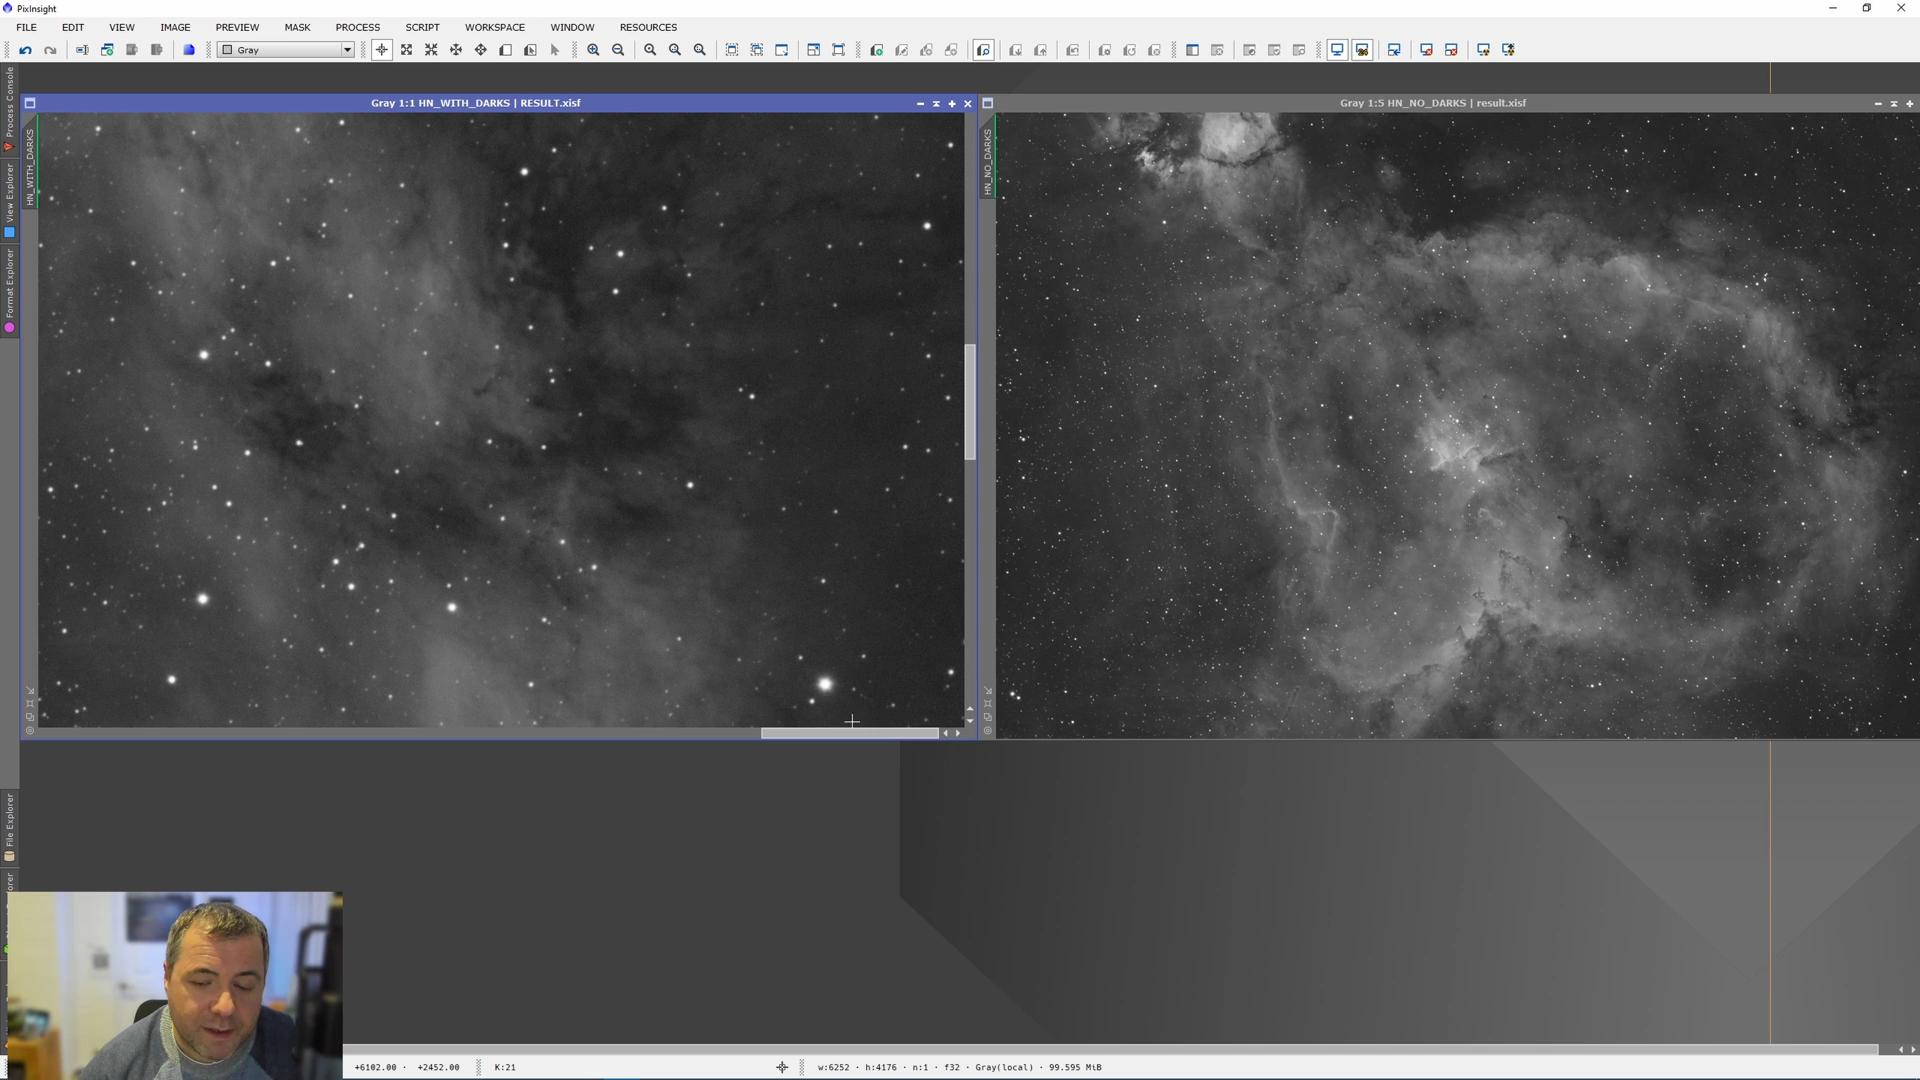 PixInsight
FILE EDIT VIEW IMAGE MASK PREVIEW PROCESS SCRIPT WORKSPACE WINDOW RESOURCES
Gray
Gray 1:1 HN_WITH_DARKS | RESULT.xisf
Gray 1:5 HN_NO_DARKS | result.xisf
Process Console
View Explorer
Format Explorer
File Explorer
HN_WITH_DARKS
HN_NO_DARKS
+6102.00 · +2452.00 K:21 w:6252 · h:4176 · n:1 · f32 · Gray(local) · 99.595 MiB